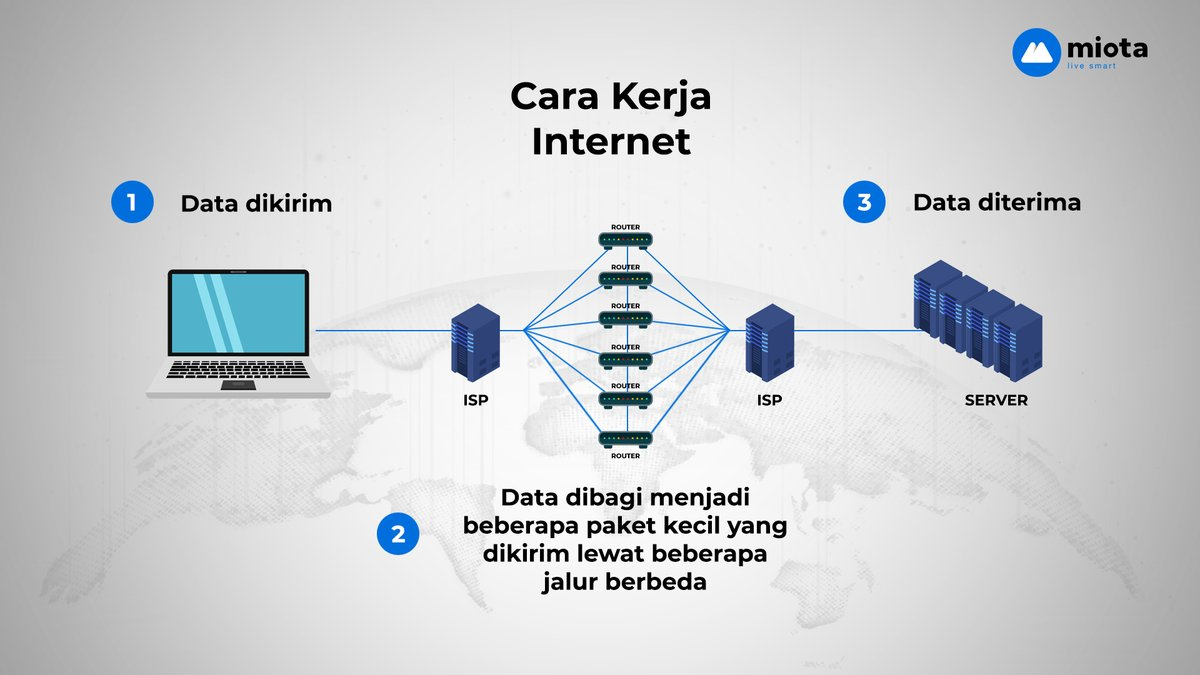 miota
live smart
Cara Kerja
Internet
1
Data dikirim
3
Data diterima
ROUTER
ROUTER
ROUTER
ROUTER
ROUTER
ROUTER
ISP
ISP
SERVER
2
Data dibagi menjadi
beberapa paket kecil yang
dikirim lewat beberapa
jalur berbeda